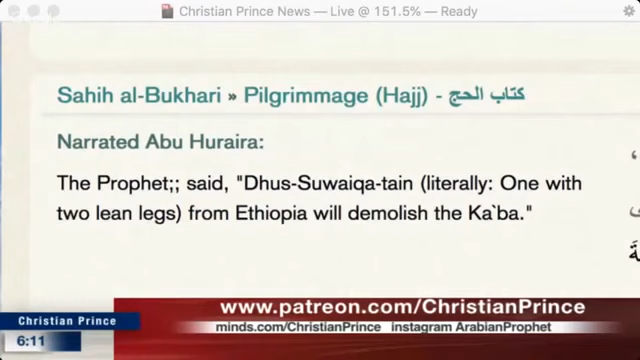 Christian Prince News — Live @ 151.5% — Ready
Sahih al-Bukhari » Pilgrimage (Hajj) - كتاب الحج
Narrated Abu Huraira:
The Prophet;; said, "Dhus-Suwaiqa-tain (literally: One with
two lean legs) from Ethiopia will demolish the Ka`ba."
www.patreon.com/ChristianPrince
minds.com/ChristianPrince instagram ArabianProphet
Christian Prince
6:11